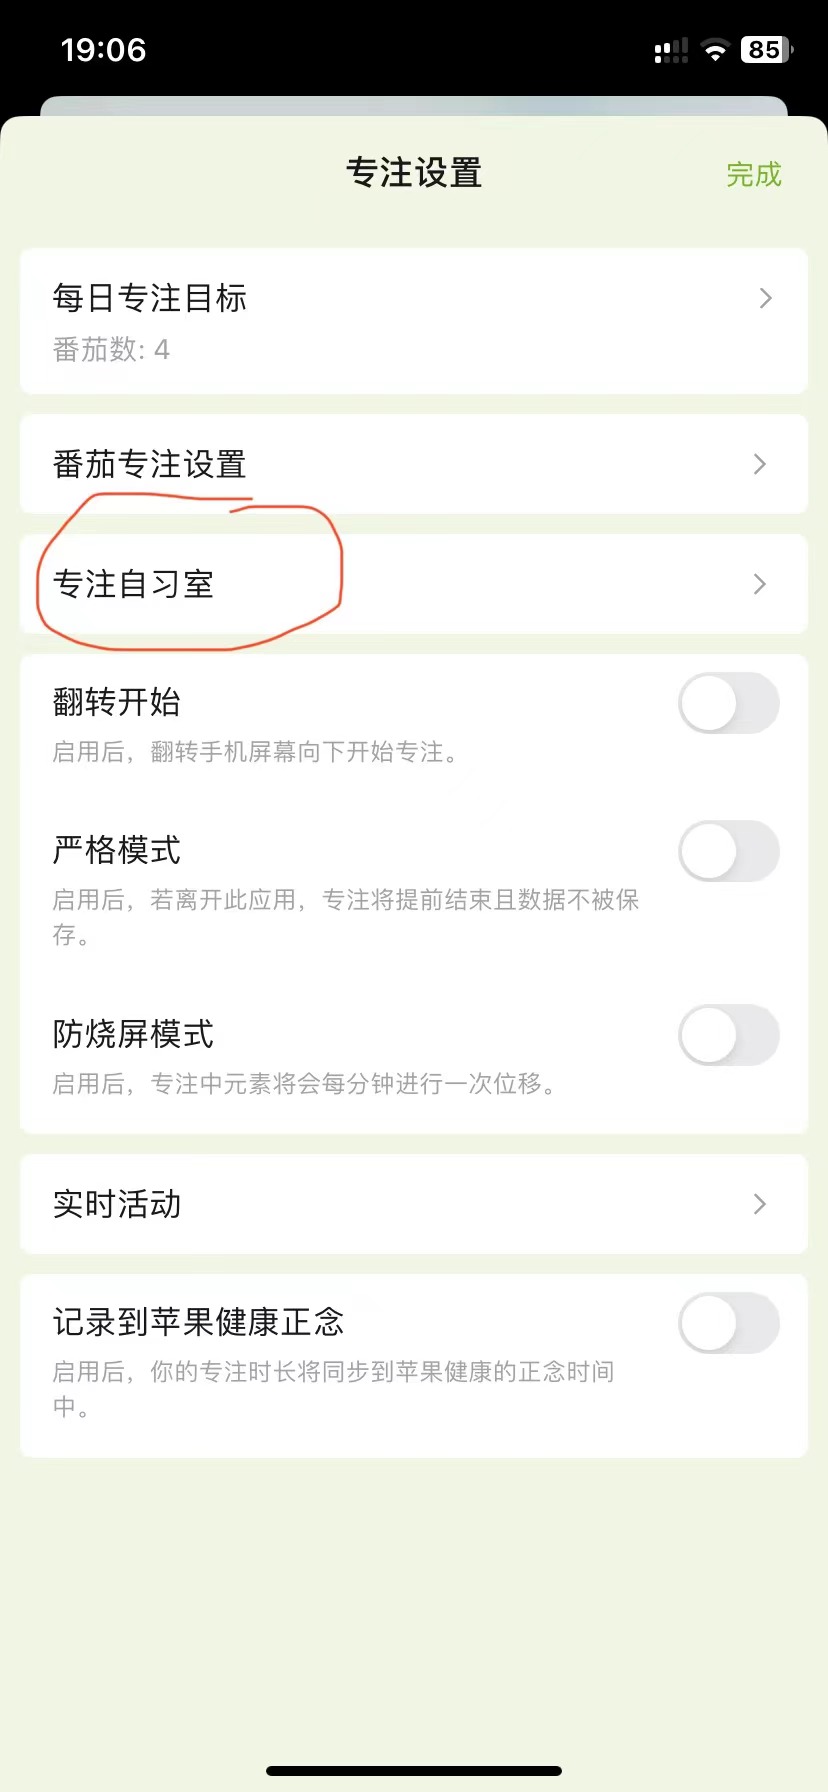 19:06
85
专注设置
完成
每日专注目标
番茄数: 4
番茄专注设置
专注自习室
翻转开始
启用后，翻转手机屏幕向下开始专注。
严格模式
启用后，若离开此应用，专注将提前结束且数据不被保
存。
防烧屏模式
启用后，专注中元素将会每分钟进行一次位移。
实时活动
记录到苹果健康正念
启用后，你的专注时长将同步到苹果健康的正念时间
中。